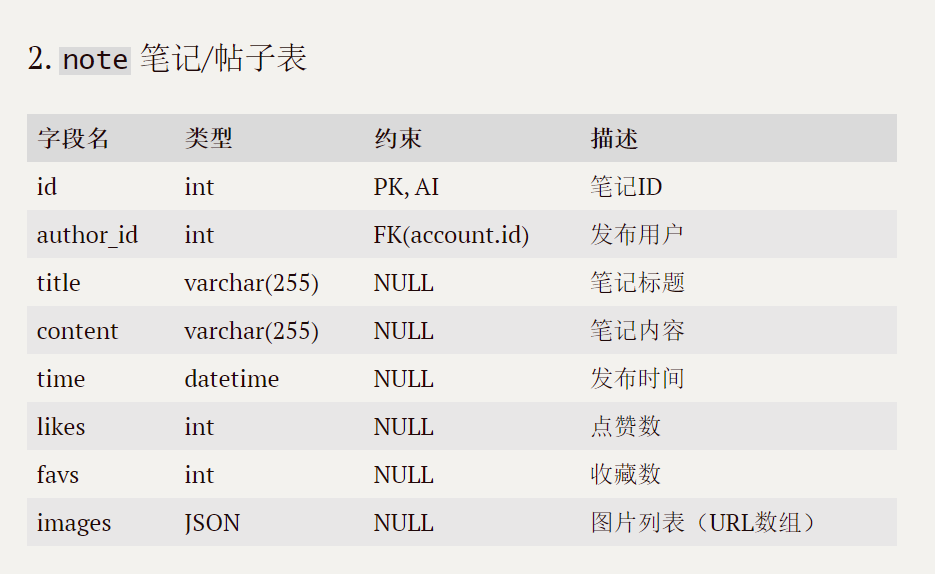 2. note 笔记/帖子表
字段名 类型 约束 描述
id int PK, AI 笔记ID
author_id int FK(account.id) 发布用户
title varchar(255) NULL 笔记标题
content varchar(255) NULL 笔记内容
time datetime NULL 发布时间
likes int NULL 点赞数
favs int NULL 收藏数
images JSON NULL 图片列表（URL数组）